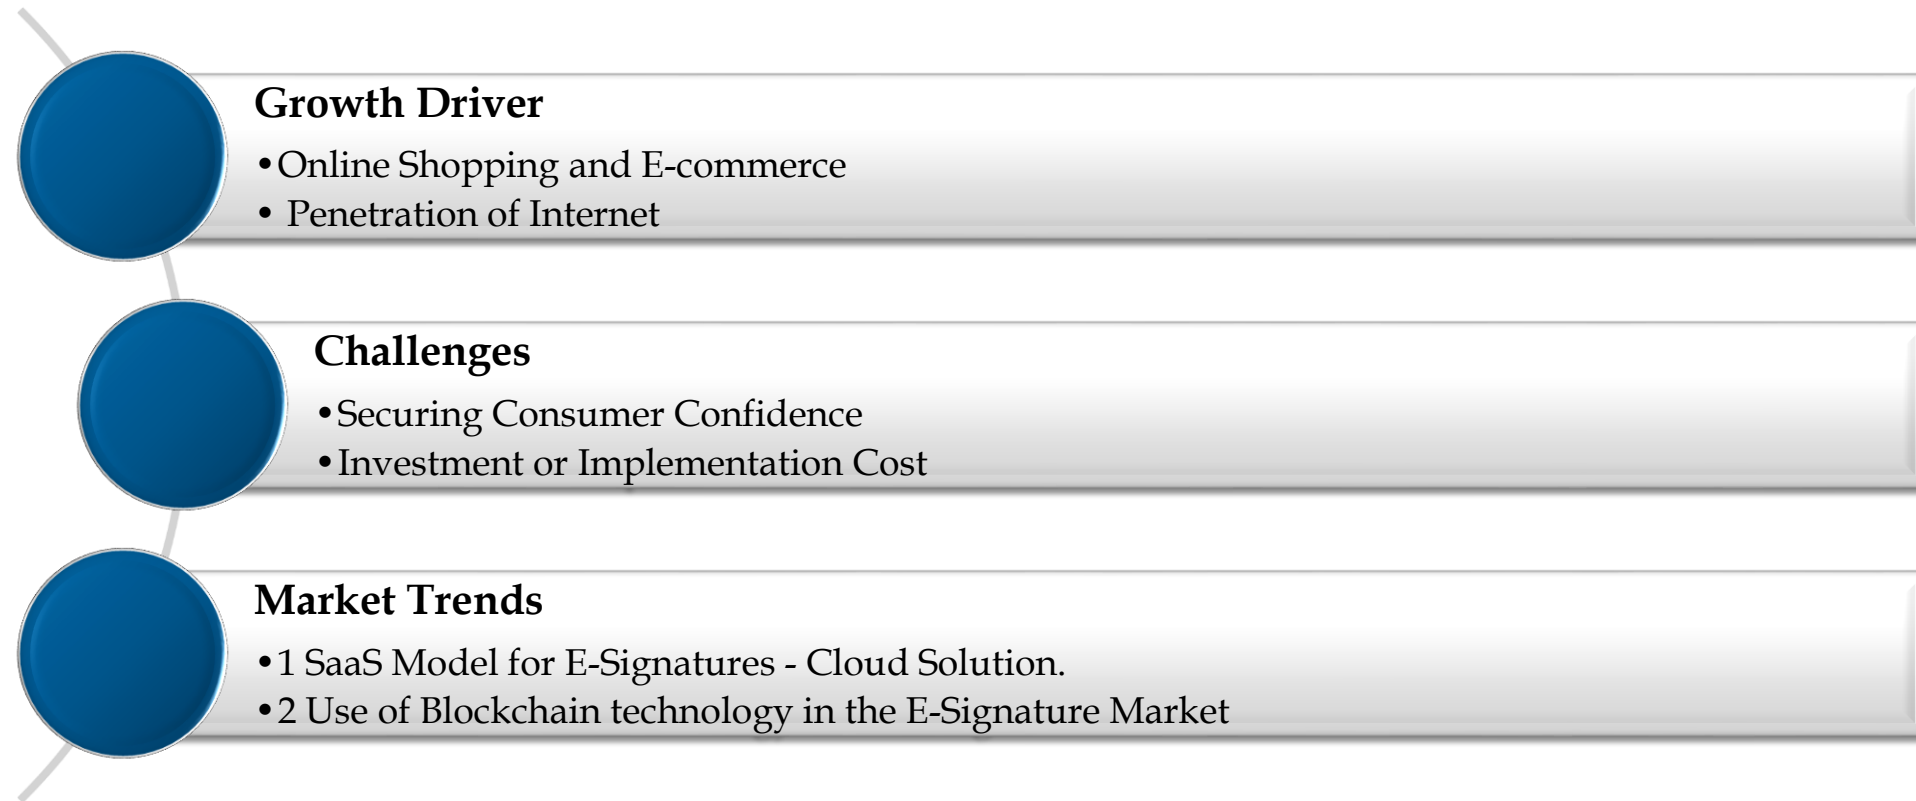 Growth Driver
•Online Shopping and E-commerce
• Penetration of Internet
Challenges
•Securing Consumer Confidence
•Investment or Implementation Cost
Market Trends
•1 SaaS Model for E-Signatures - Cloud Solution.
•2 Use of Blockchain technology in the E-Signature Market